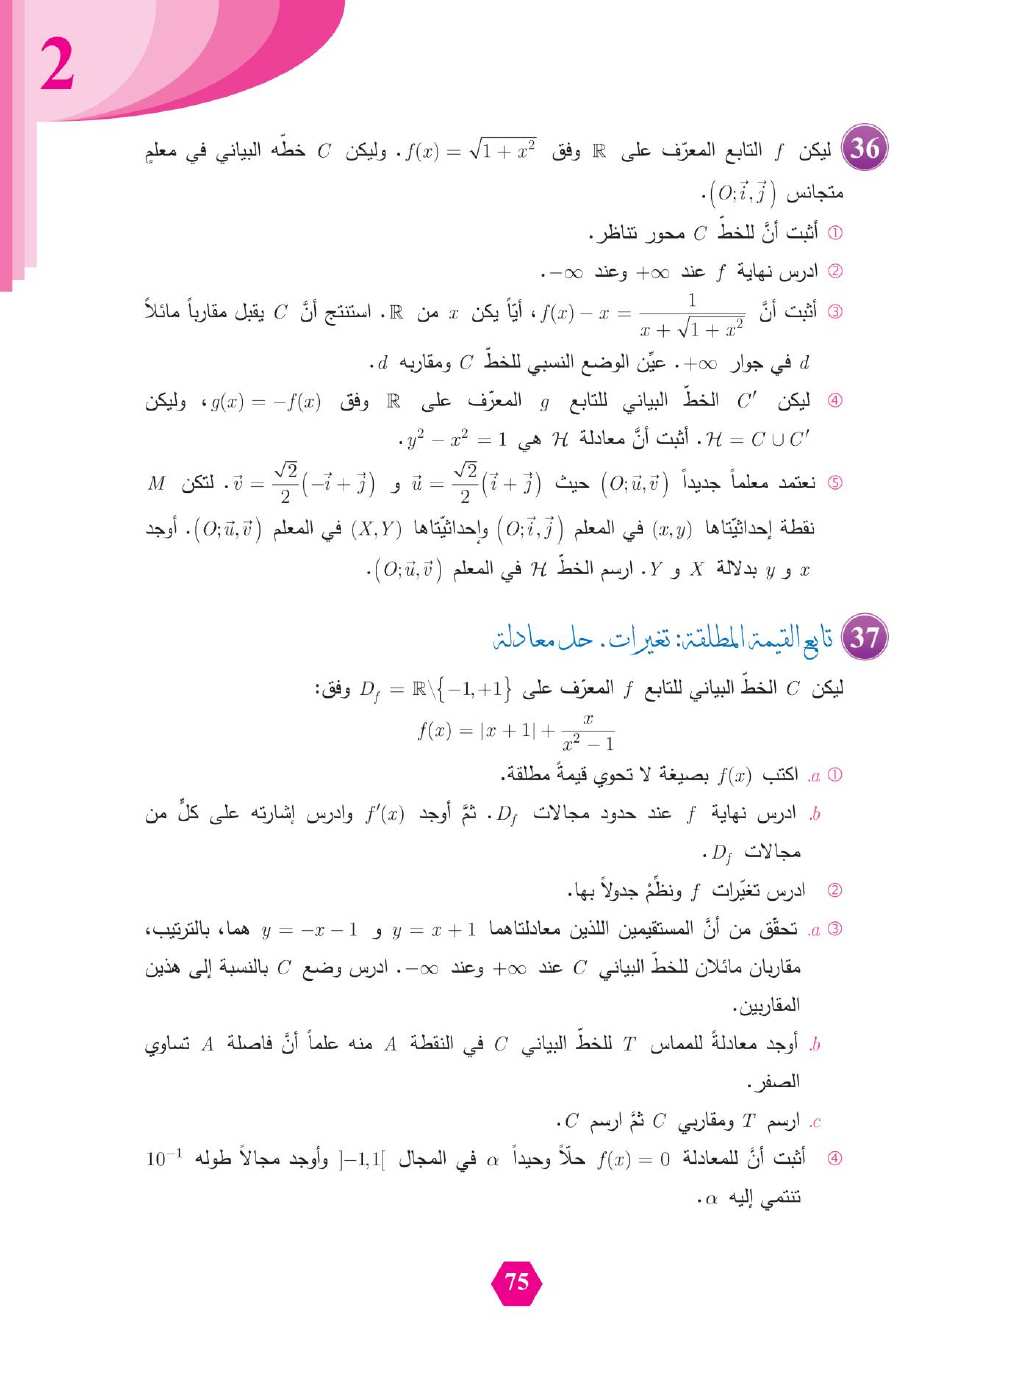 2
36 ليكن f التابع المعرّف على ℝ وفق f(x) = √(1 + x²). وليكن C خطّه البياني في معلمٍ
متجانس (O; i⃗, j⃗).
① أثبت أنَّ للخطّ C محور تناظر.
② ادرس نهاية f عند +∞ وعند −∞.
③ أثبت أنَّ f(x) − x = 1/(x + √(1 + x²))، أيّاً يكن x من ℝ. استنتج أنَّ C يقبل مقارباً مائلاً
d في جوار +∞. عيِّن الوضع النسبي للخطّ C ومقاربه d.
④ ليكن C′ الخطّ البياني للتابع g المعرّف على ℝ وفق g(x) = −f(x)، وليكن
ℋ = C ∪ C′. أثبت أنَّ معادلة ℋ هي y² − x² = 1.
⑤ نعتمد معلماً جديداً (O; u⃗, v⃗) حيث u⃗ = √2/2 (i⃗ + j⃗) و v⃗ = √2/2 (−i⃗ + j⃗). لتكن M
نقطة إحداثيّتاها (x, y) في المعلم (O; i⃗, j⃗) وإحداثيّتاها (X, Y) في المعلم (O; u⃗, v⃗). أوجد
x و y بدلالة X و Y. ارسم الخطّ ℋ في المعلم (O; u⃗, v⃗).
37 تابع القيمة المطلقة: تغيرات. حل معادلة
ليكن C الخطّ البياني للتابع f المعرّف على D_f = ℝ\{−1, +1} وفق:
f(x) = |x + 1| + x/(x² − 1)
① a. اكتب f(x) بصيغة لا تحوي قيمةً مطلقة.
b. ادرس نهاية f عند حدود مجالات D_f. ثمَّ أوجد f′(x) وادرس إشارته على كلٍّ من
مجالات D_f.
② ادرس تغيّرات f ونظِّمْ جدولاً بها.
③ a. تحقّق من أنَّ المستقيمين اللذين معادلتاهما y = x + 1 و y = −x − 1 هما، بالترتيب،
مقاربان مائلان للخطّ البياني C عند +∞ وعند −∞. ادرس وضع C بالنسبة إلى هذين
المقاربين.
b. أوجد معادلةً للمماس T للخطّ البياني C في النقطة A منه علماً أنَّ فاصلة A تساوي
الصفر.
c. ارسم T ومقاربي C ثمَّ ارسم C.
④ أثبت أنَّ للمعادلة f(x) = 0 حلّاً وحيداً α في المجال ]−1,1[ وأوجد مجالاً طوله 10⁻¹
تنتمي إليه α.
75